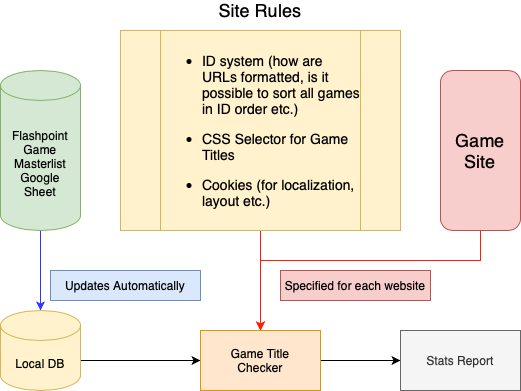 Site Rules
• ID system (how are
URLs formatted, is it
possible to sort all games
in ID order etc.)
• CSS Selector for Game
Titles
• Cookies (for localization,
layout etc.)
Flashpoint
Game
Masterlist
Google
Sheet
Game
Site
Updates Automatically
Specified for each website
Local DB
Game Title
Checker
Stats Report